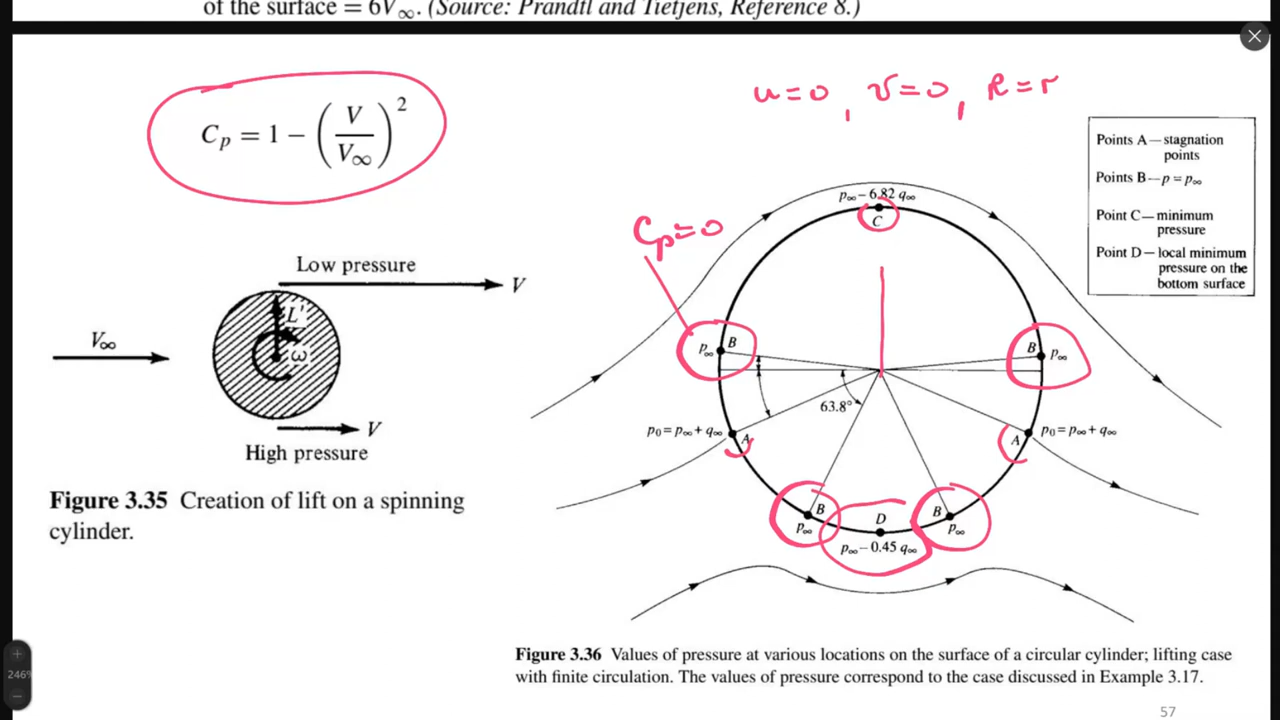 of the surface = 6V∞. (Source: Prandtl and Tietjens, Reference 8.)
u=0, v=0, R=r
Cp = 1 − (V/V∞)²
Points A—stagnation
points
Points B—p = p∞
Point C—minimum
pressure
Point D—local minimum
pressure on the
bottom surface
p∞ − 6.82 q∞
C
Cp=0
Low pressure
V
L'
V∞
ω
V
High pressure
p∞ B
B p∞
63.8°
p0 = p∞ + q∞
A
A
p0 = p∞ + q∞
B
p∞
D
p∞ − 0.45 q∞
B
p∞
Figure 3.35 Creation of lift on a spinning
cylinder.
Figure 3.36 Values of pressure at various locations on the surface of a circular cylinder; lifting case
with finite circulation. The values of pressure correspond to the case discussed in Example 3.17.
246%
57